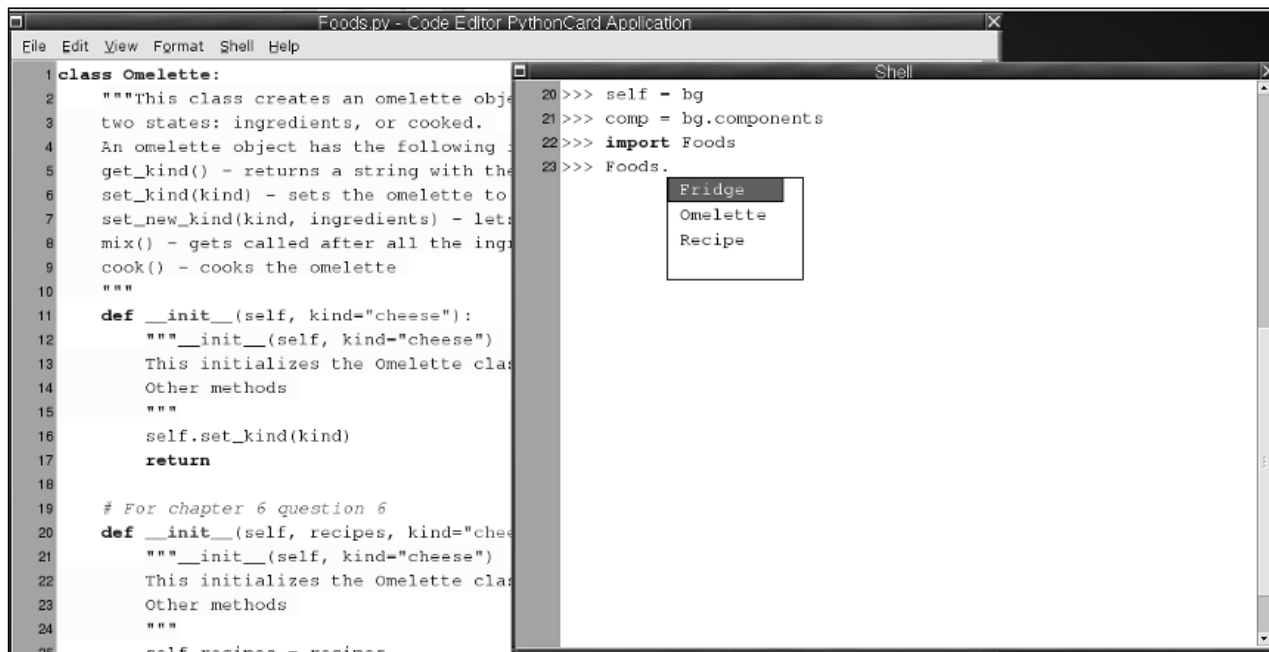 Foods.py - Code Editor PythonCard Application
File Edit View Format Shell Help
1 class Omelette:
2 """This class creates an omelette obje
3 two states: ingredients, or cooked.
4 An omelette object has the following
5 get_kind() - returns a string with the
6 set_kind(kind) - sets the omelette to
7 set_new_kind(kind, ingredients) - lets
8 mix() - gets called after all the ingr
9 cook() - cooks the omelette
10 """
11 def __init__(self, kind="cheese"):
12 """__init__(self, kind="cheese")
13 This initializes the Omelette clas
14 Other methods
15 """
16 self.set_kind(kind)
17 return
18
19 # For chapter 6 question 6
20 def __init__(self, recipes, kind="chee
21 """__init__(self, kind="cheese")
22 This initializes the Omelette clas
23 Other methods
24 """
25 self.recipes = recipes
Shell
20 >>> self = bg
21 >>> comp = bg.components
22 >>> import Foods
23 >>> Foods.
Fridge
Omelette
Recipe